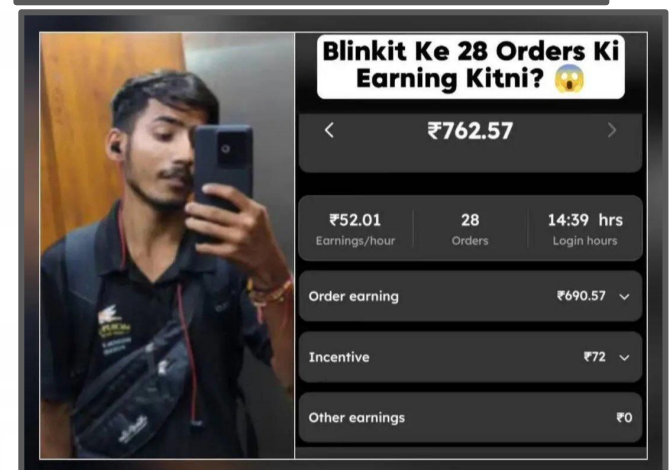 Blinkit Ke 28 Orders Ki
Earning Kitni? 😱
₹762.57
₹52.01
Earnings/hour
28
Orders
14:39 hrs
Login hours
Order earning ₹690.57
Incentive ₹72
Other earnings ₹0